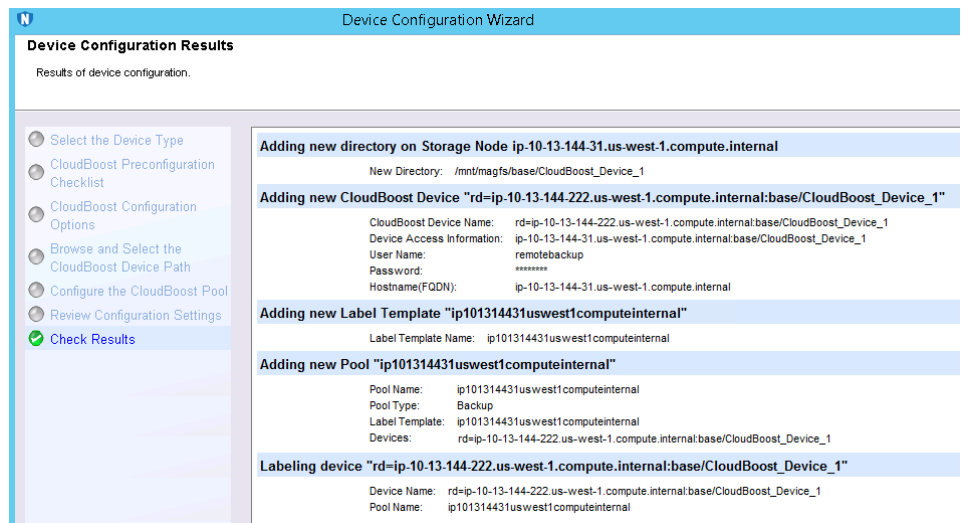 N
Device Configuration Wizard
Device Configuration Results
Results of device configuration.
Select the Device Type
CloudBoost Preconfiguration
Checklist
CloudBoost Configuration
Options
Browse and Select the
CloudBoost Device Path
Configure the CloudBoost Pool
Review Configuration Settings
Check Results
Adding new directory on Storage Node ip-10-13-144-31.us-west-1.compute.internal
New Directory: /mnt/magfs/base/CloudBoost_Device_1
Adding new CloudBoost Device "rd=ip-10-13-144-222.us-west-1.compute.internal:base/CloudBoost_Device_1"
CloudBoost Device Name: rd=ip-10-13-144-222.us-west-1.compute.internal:base/CloudBoost_Device_1
Device Access Information: ip-10-13-144-31.us-west-1.compute.internal:base/CloudBoost_Device_1
User Name: remotebackup
Password: ********
Hostname(FQDN): ip-10-13-144-31.us-west-1.compute.internal
Adding new Label Template "ip101314431uswest1computeinternal"
Label Template Name: ip101314431uswest1computeinternal
Adding new Pool "ip101314431uswest1computeinternal"
Pool Name: ip101314431uswest1computeinternal
Pool Type: Backup
Label Template: ip101314431uswest1computeinternal
Devices: rd=ip-10-13-144-222.us-west-1.compute.internal:base/CloudBoost_Device_1
Labeling device "rd=ip-10-13-144-222.us-west-1.compute.internal:base/CloudBoost_Device_1"
Device Name: rd=ip-10-13-144-222.us-west-1.compute.internal:base/CloudBoost_Device_1
Pool Name: ip101314431uswest1computeinternal